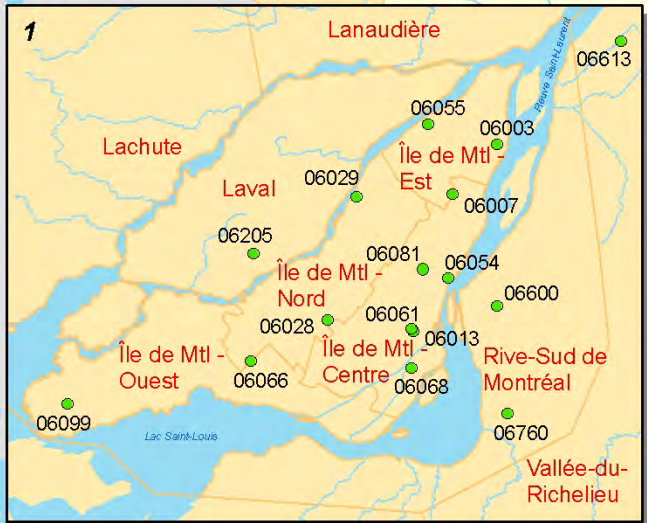 1
Lanaudière
06613
Fleuve Saint-Laurent
06055
06003
Lachute
Île de Mtl -
Est
06029
Laval
06007
06205
06081
06054
Île de Mtl -
Nord
06600
06028
06061
06013
Île de Mtl -
Ouest
Île de Mtl -
Centre
Rive-Sud de
Montréal
06066
06068
06099
06760
Lac Saint-Louis
Vallée-du-
Richelieu